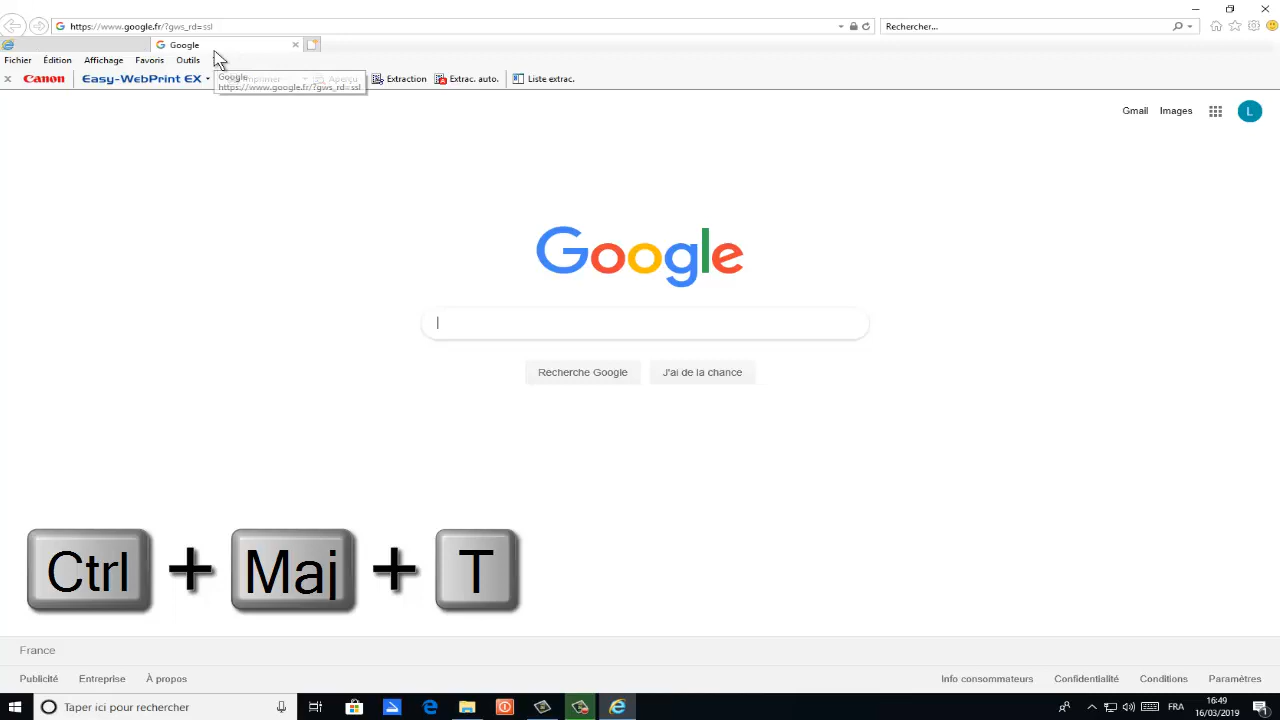 https://www.google.fr/?gws_rd=ssl
Rechercher...
Google
Fichier Édition Affichage Favoris Outils
Canon Easy-WebPrint EX Imprimer Aperçu Extraction Extrac. auto. Liste extrac.
Google
https://www.google.fr/?gws_rd=ssl
Gmail Images L
Google
Recherche Google J'ai de la chance
Ctrl + Maj + T
France
Publicité Entreprise À propos Info consommateurs Confidentialité Conditions Paramètres
Taper ici pour rechercher
FRA
16:49
16/03/2019
1